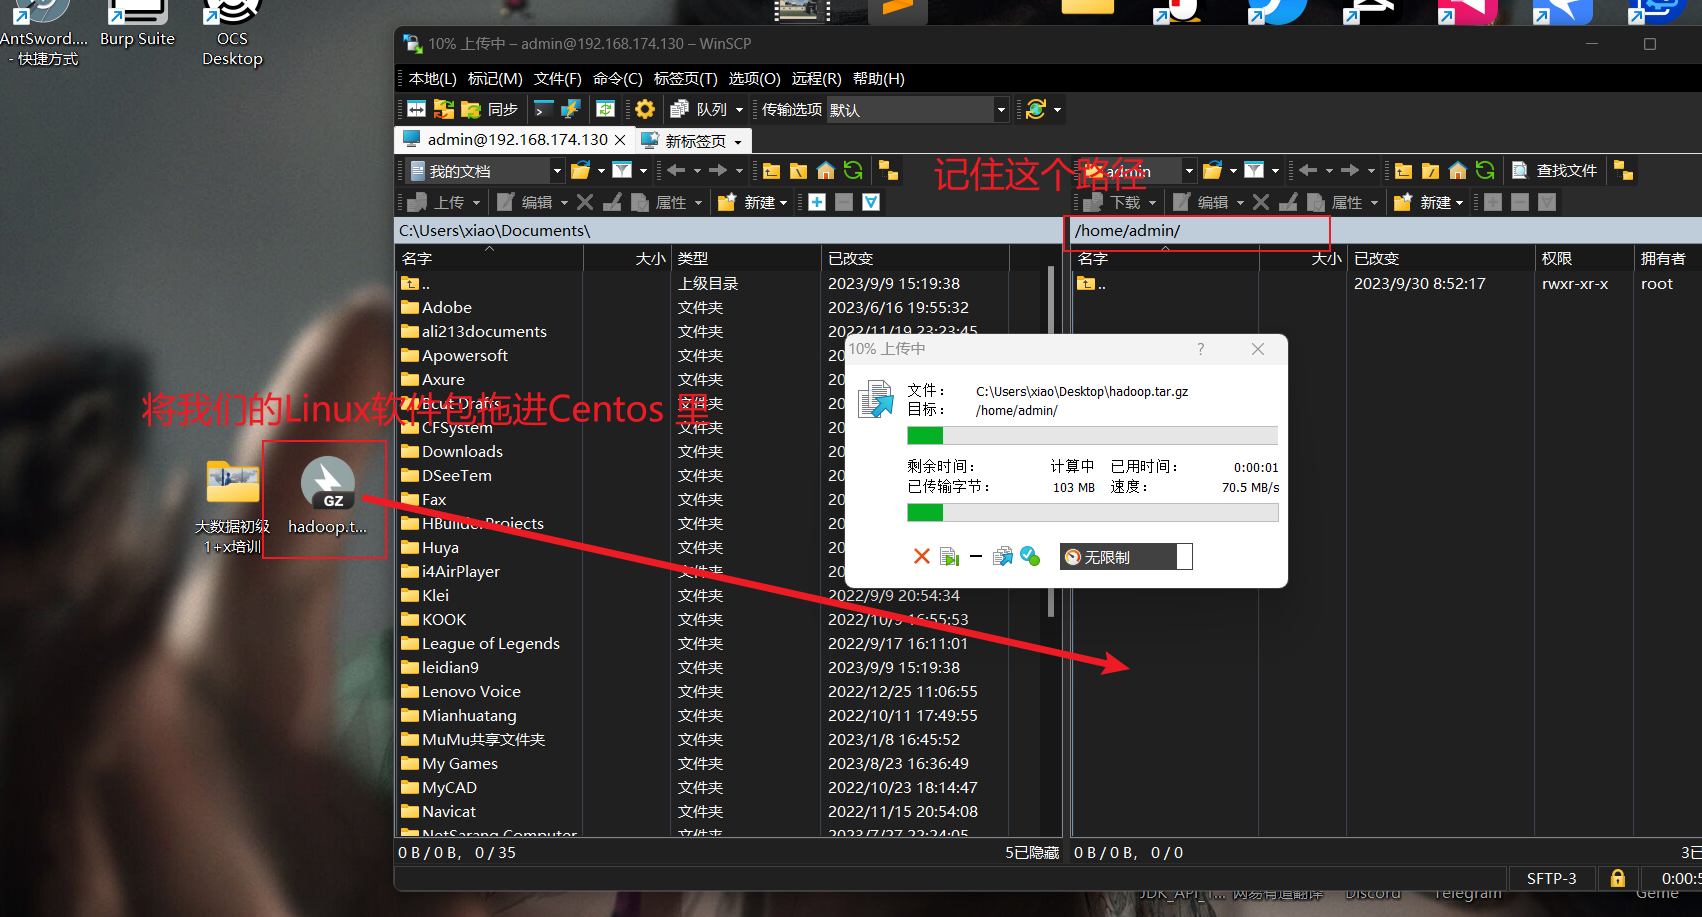 AntSword....
- 快捷方式
Burp Suite
OCS
Desktop
10% 上传中 – admin@192.168.174.130 – WinSCP
本地(L) 标记(M) 文件(F) 命令(C) 标签页(T) 选项(O) 远程(R) 帮助(H)
同步 队列 传输选项 默认
admin@192.168.174.130 新标签页
我的文档
记住这个路径
admin 查找文件
上传 编辑 属性 新建
下载 编辑 属性 新建
C:\Users\xiao\Documents\
/home/admin/
名字 大小 类型 已改变
名字 大小 已改变 权限 拥有者
.. 上级目录 2023/9/9 15:19:38
.. 2023/9/30 8:52:17 rwxr-xr-x root
Adobe 文件夹 2023/6/16 19:55:32
ali213documents 文件夹 2022/11/19 23:23:45
Apowersoft 文件夹 20
Axure 文件夹 20
Bcut Drafts 文件夹 20
CFSystem 文件夹 20
Downloads 文件夹 20
DSeeTem 文件夹 20
Fax 文件夹 20
HBuilderProjects 文件夹 20
Huya 文件夹 20
i4AirPlayer 文件夹 20
Klei 文件夹 2022/9/9 20:54:34
KOOK 文件夹 2022/10/9 16:55:53
League of Legends 文件夹 2022/9/17 16:11:01
leidian9 文件夹 2023/9/9 15:19:38
Lenovo Voice 文件夹 2022/12/25 11:06:55
Mianhuatang 文件夹 2022/10/11 17:49:55
MuMu共享文件夹 文件夹 2023/1/8 16:45:52
My Games 文件夹 2023/8/23 16:36:49
MyCAD 文件夹 2022/10/23 18:14:47
Navicat 文件夹 2022/11/15 20:54:08
NetSarang Computer 文件夹 2023/7/27 22:24:05
将我们的Linux软件包拖进Centos 里
GZ
大数据初级
1+x培训
hadoop.t...
10% 上传中 ?
文件： C:\Users\xiao\Desktop\hadoop.tar.gz
目标： /home/admin/
剩余时间： 计算中 已用时间： 0:00:01
已传输字节： 103 MB 速度： 70.5 MB/s
无限制
0 B / 0 B， 0 / 35 5已隐藏
0 B / 0 B， 0 / 0 3已
SFTP-3 0:00:5
JDK_API_1... 网易有道翻译 Discord Telegram Geme